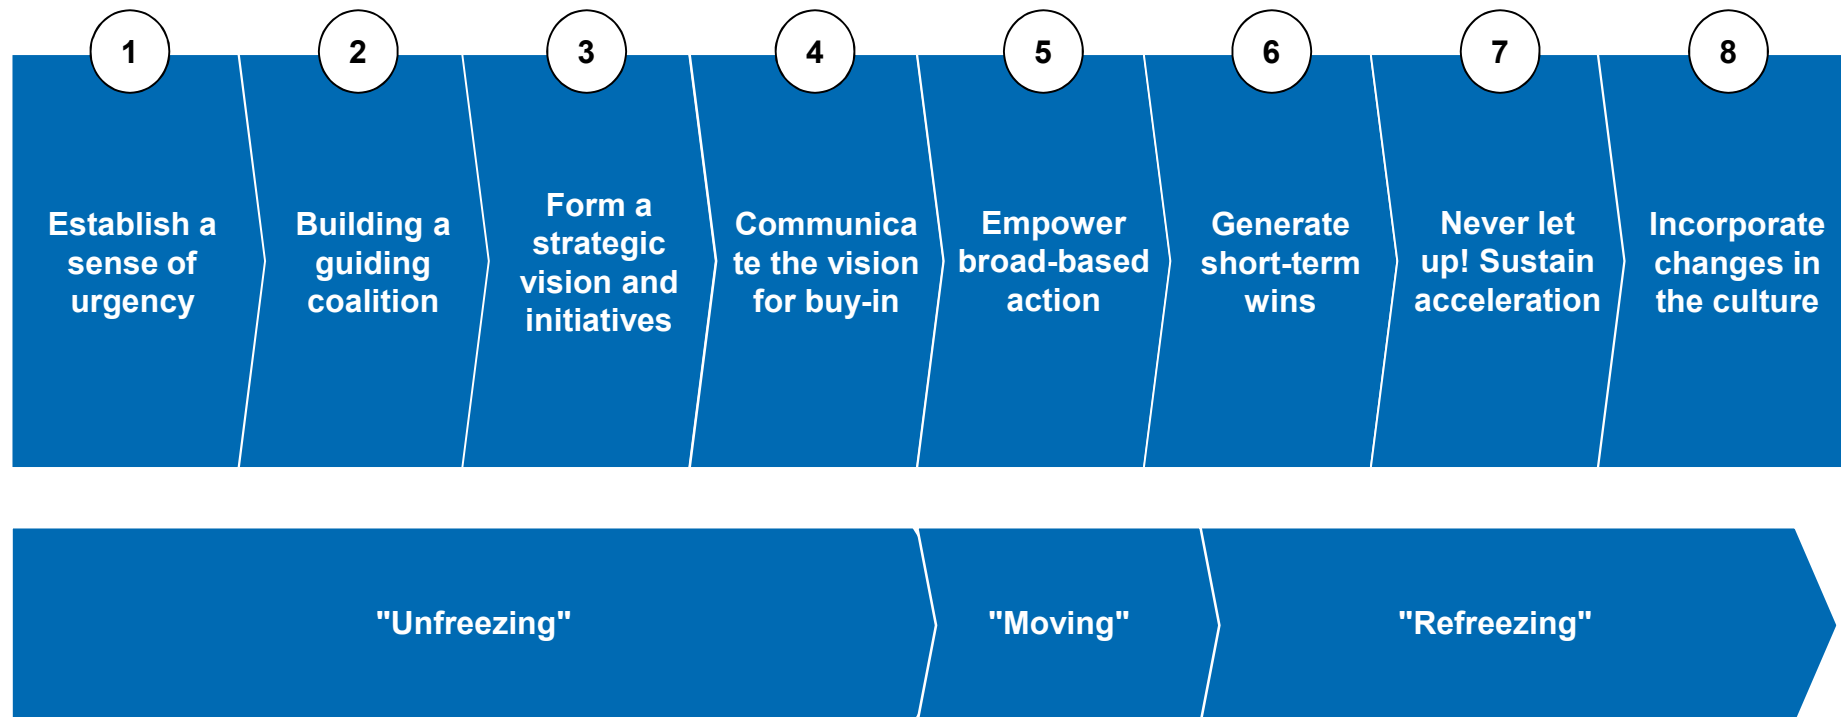 1
2
3
4
5
6
7
8
Establish a
sense of
urgency
Building a
guiding
coalition
Form a
strategic
vision and
initiatives
Communica
te the vision
for buy-in
Empower
broad-based
action
Generate
short-term
wins
Never let
up! Sustain
acceleration
Incorporate
changes in
the culture
"Unfreezing"
"Moving"
"Refreezing"